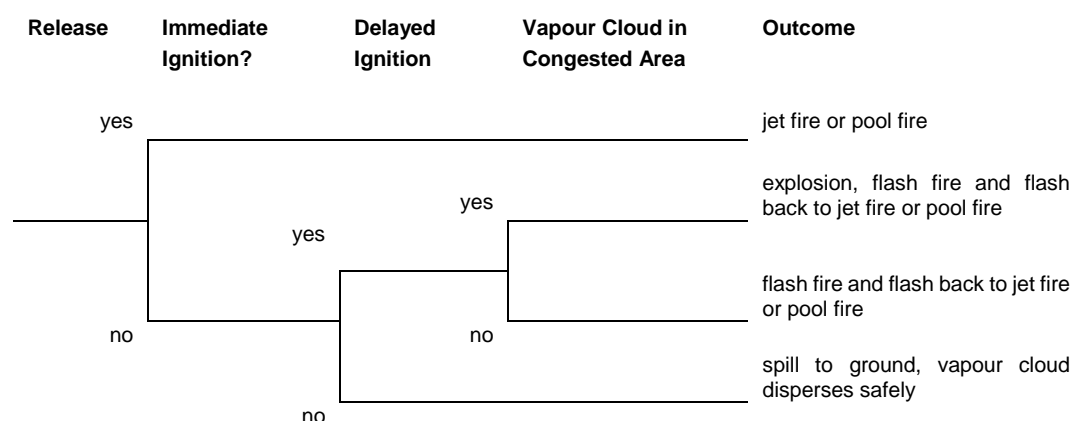 Release
Immediate
Ignition?
Delayed
Ignition
Vapour Cloud in
Congested Area
Outcome
yes
jet fire or pool fire
yes
explosion, flash fire and flash
back to jet fire or pool fire
yes
flash fire and flash back to jet fire
or pool fire
no
no
spill to ground, vapour cloud
disperses safely
no